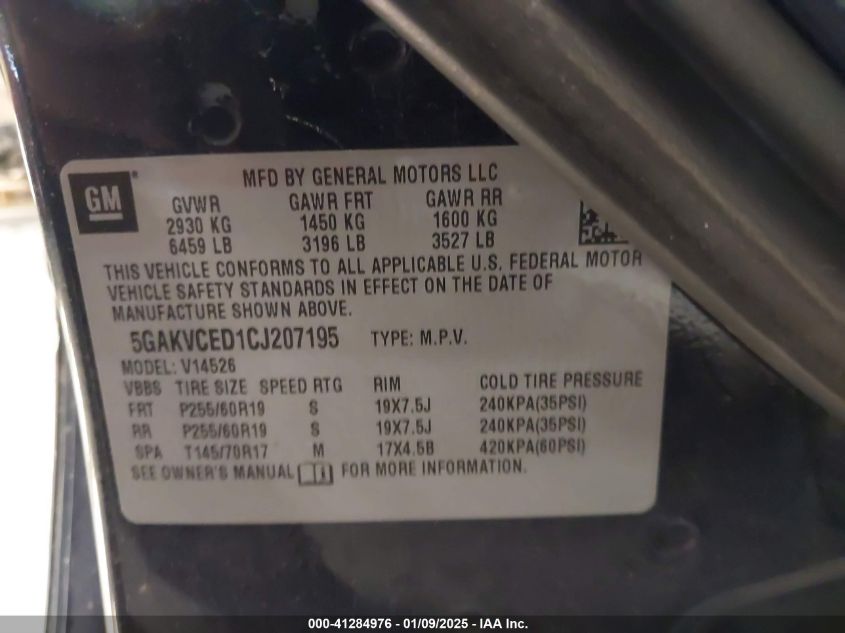 GM
MFD BY GENERAL MOTORS LLC
GVWR GAWR FRT GAWR RR
2930 KG 1450 KG 1600 KG
6459 LB 3196 LB 3527 LB
THIS VEHICLE CONFORMS TO ALL APPLICABLE U.S. FEDERAL MOTOR
VEHICLE SAFETY STANDARDS IN EFFECT ON THE DATE OF
MANUFACTURE SHOWN ABOVE.
5GAKVCED1CJ207195 TYPE: M.P.V.
MODEL: V14526
VBBS TIRE SIZE SPEED RTG RIM COLD TIRE PRESSURE
FRT P255/60R19 S 19X7.5J 240KPA(35PSI)
RR P255/60R19 S 19X7.5J 240KPA(35PSI)
SPA T145/70R17 M 17X4.5B 420KPA(60PSI)
SEE OWNER'S MANUAL FOR MORE INFORMATION.
000-41284976 - 01/09/2025 - IAA Inc.